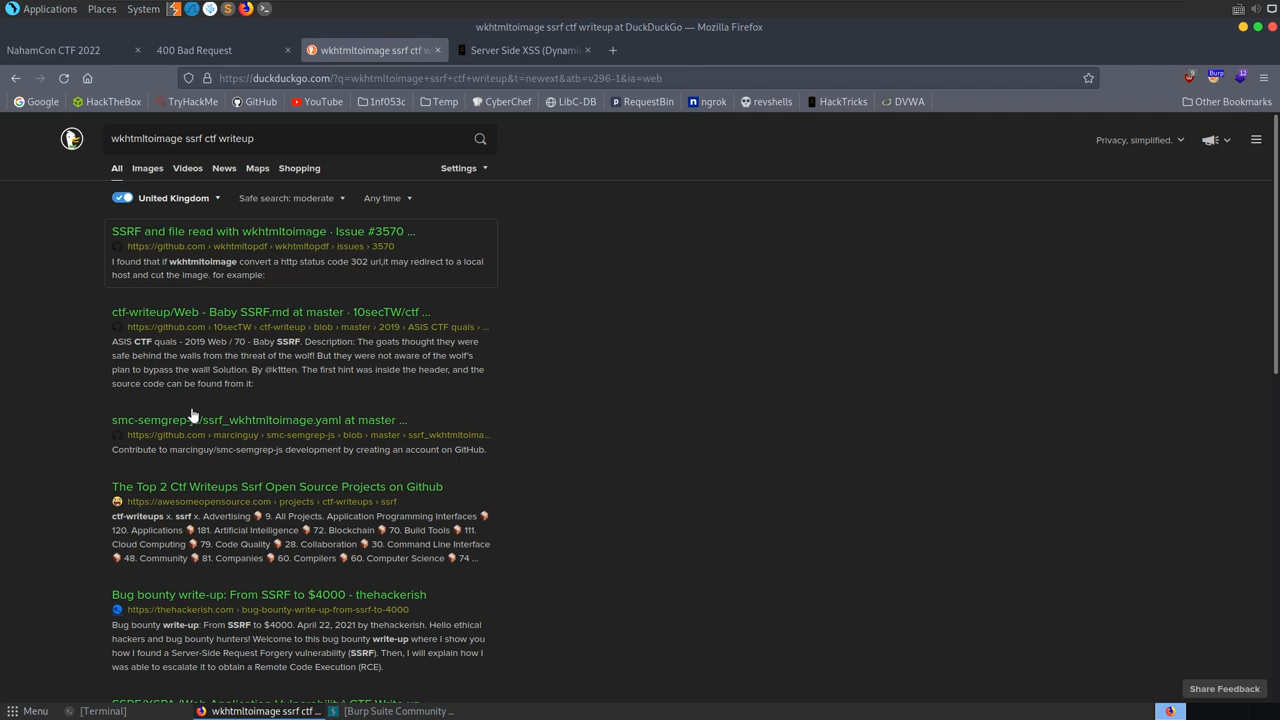 Applications Places System
wkhtmltoimage ssrf ctf writeup at DuckDuckGo — Mozilla Firefox
NahamCon CTF 2022 × 400 Bad Request × wkhtmltoimage ssrf ctf w × Server Side XSS (Dynami × +
https://duckduckgo.com/?q=wkhtmltoimage+ssrf+ctf+writeup&t=newext&atb=v296-1&ia=web
9 Burp 12
Google HackTheBox TryHackMe GitHub YouTube 1nf053c Temp CyberChef LibC-DB RequestBin ngrok revshells HackTricks DVWA Other Bookmarks
wkhtmltoimage ssrf ctf writeup
Privacy, simplified.
All Images Videos News Maps Shopping Settings
United Kingdom Safe search: moderate Any time
SSRF and file read with wkhtmltoimage · Issue #3570 ...
https://github.com › wkhtmltopdf › wkhtmltopdf › issues › 3570
I found that if wkhtmltoimage convert a http status code 302 url,it may redirect to a local
host and cut the image. for example:
ctf-writeup/Web - Baby SSRF.md at master · 10secTW/ctf ...
https://github.com › 10secTW › ctf-writeup › blob › master › 2019 › ASIS CTF quals › ...
ASIS CTF quals - 2019 Web / 70 - Baby SSRF. Description: The goats thought they were
safe behind the walls from the threat of the wolf! But they were not aware of the wolf's
plan to bypass the wall! Solution. By @k1tten. The first hint was inside the header, and the
source code can be found from it:
smc-semgrep-js/ssrf_wkhtmltoimage.yaml at master ...
https://github.com › marcinguy › smc-semgrep-js › blob › master › ssrf_wkhtmltoima...
Contribute to marcinguy/smc-semgrep-js development by creating an account on GitHub.
The Top 2 Ctf Writeups Ssrf Open Source Projects on Github
https://awesomeopensource.com › projects › ctf-writeups › ssrf
ctf-writeups x. ssrf x. Advertising 9. All Projects. Application Programming Interfaces
120. Applications 181. Artificial Intelligence 72. Blockchain 70. Build Tools 111.
Cloud Computing 79. Code Quality 28. Collaboration 30. Command Line Interface
48. Community 81. Companies 60. Compilers 60. Computer Science 74 ...
Bug bounty write-up: From SSRF to $4000 - thehackerish
https://thehackerish.com › bug-bounty-write-up-from-ssrf-to-4000
Bug bounty write-up: From SSRF to $4000. April 22, 2021 by thehackerish. Hello ethical
hackers and bug bounty hunters! Welcome to this bug bounty write-up where I show you
how I found a Server-Side Request Forgery vulnerability (SSRF). Then, I will explain how I
was able to escalate it to obtain a Remote Code Execution (RCE).
Share Feedback
Menu [Terminal] wkhtmltoimage ssrf ctf ... [Burp Suite Community ...